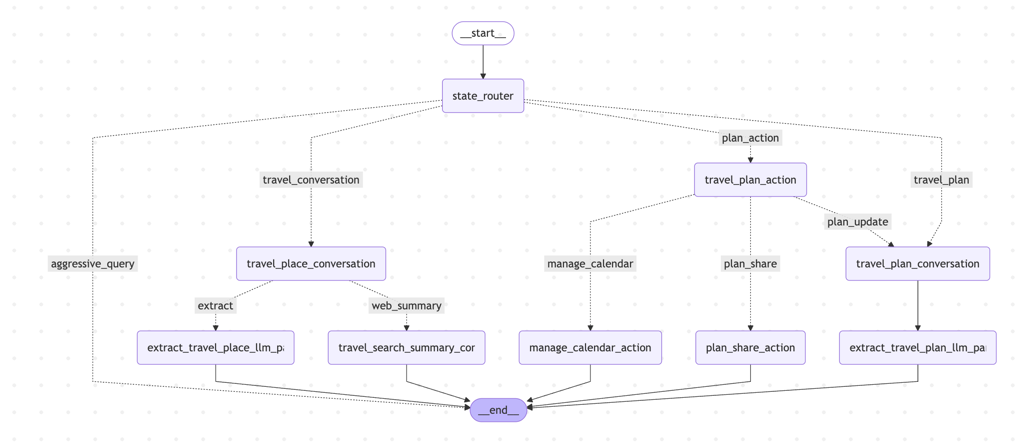 __start__
state_router
plan_action
travel_conversation
travel_plan_action
travel_plan
plan_update
aggressive_query
travel_place_conversation
manage_calendar
plan_share
travel_plan_conversation
extract
web_summary
extract_travel_place_llm_pa
travel_search_summary_cor
manage_calendar_action
plan_share_action
extract_travel_plan_llm_pa
__end__